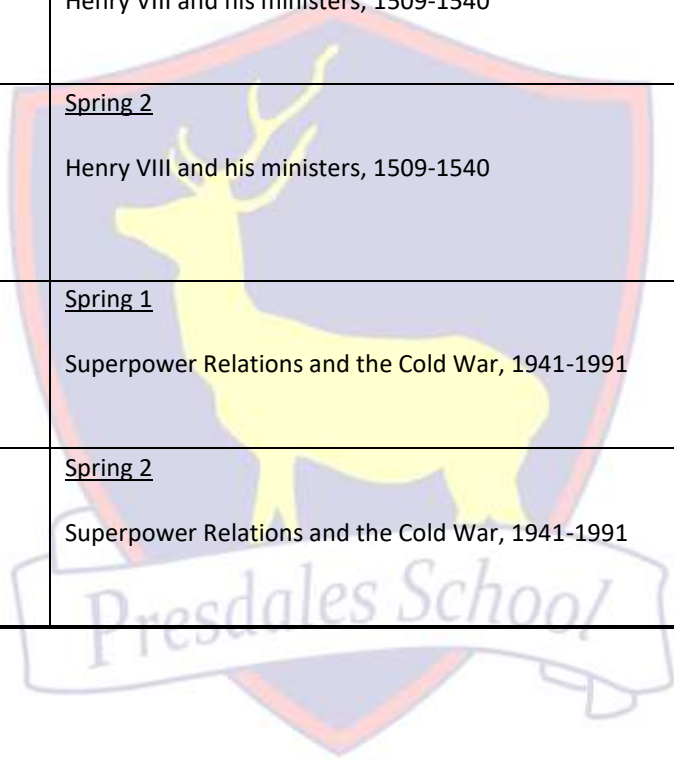 Henry VIII and his ministers, 1509-1540
Spring 2
Henry VIII and his ministers, 1509-1540
Spring 1
Superpower Relations and the Cold War, 1941-1991
Spring 2
Superpower Relations and the Cold War, 1941-1991
Presdales School